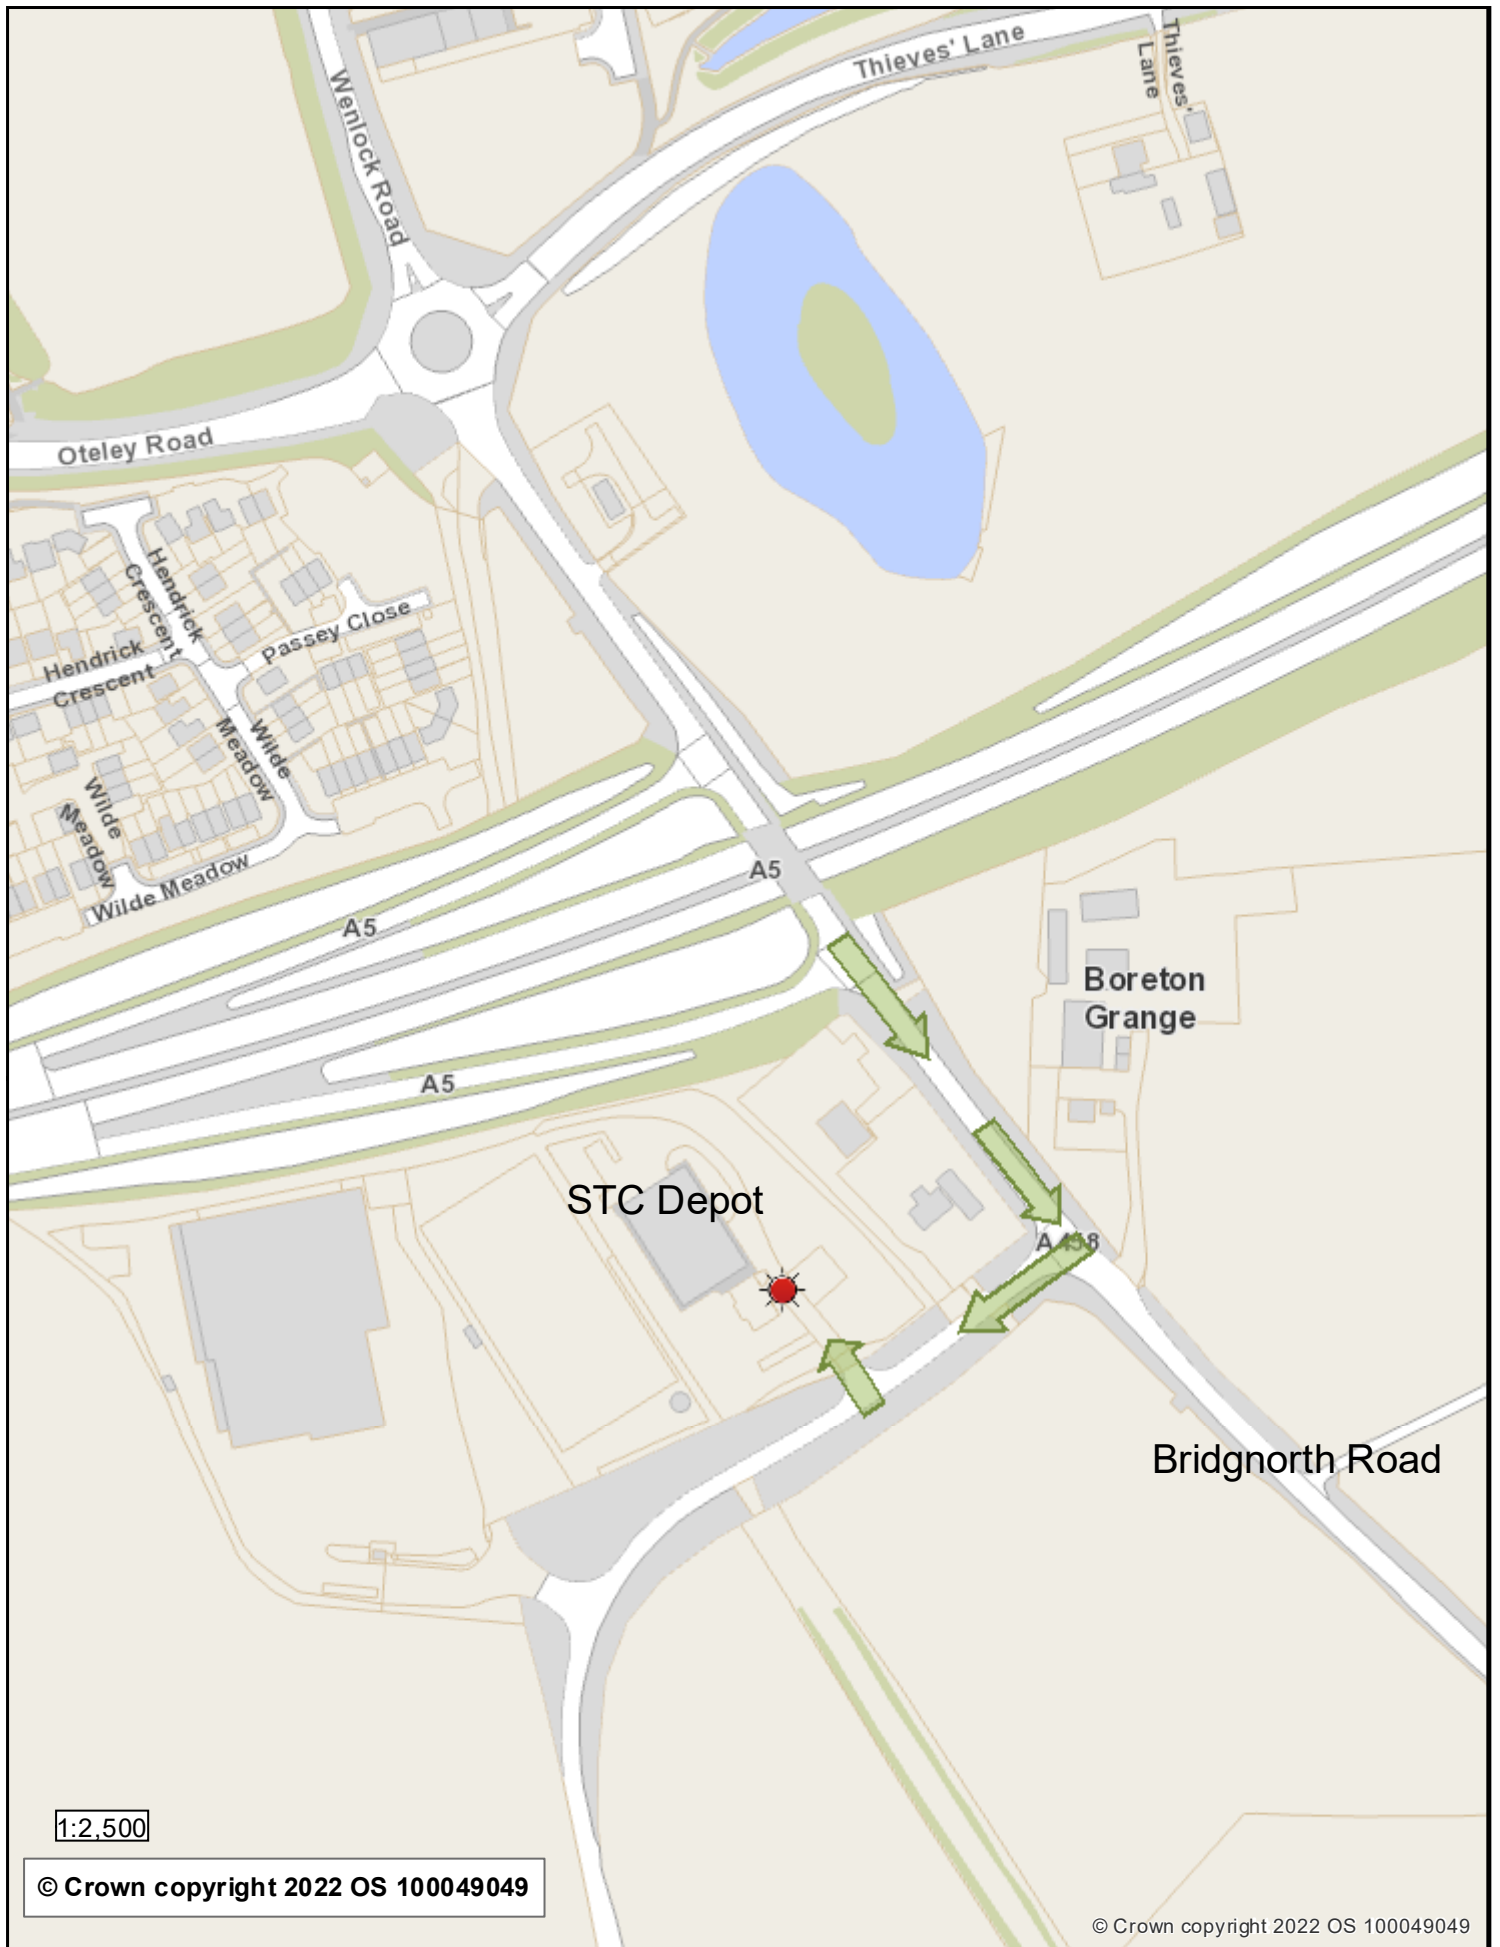 Thieves' Lane
Thieves'
Lane
Wenlock Road
Oteley Road
Hendrick
Crescent
Passey Close
Hendrick
Crescent
Wilde
Meadow
Wilde
Meadow
Wilde Meadow
A5
A5
A5
Boreton
Grange
STC Depot
A458
Bridgnorth Road
1:2,500
© Crown copyright 2022 OS 100049049
© Crown copyright 2022 OS 100049049